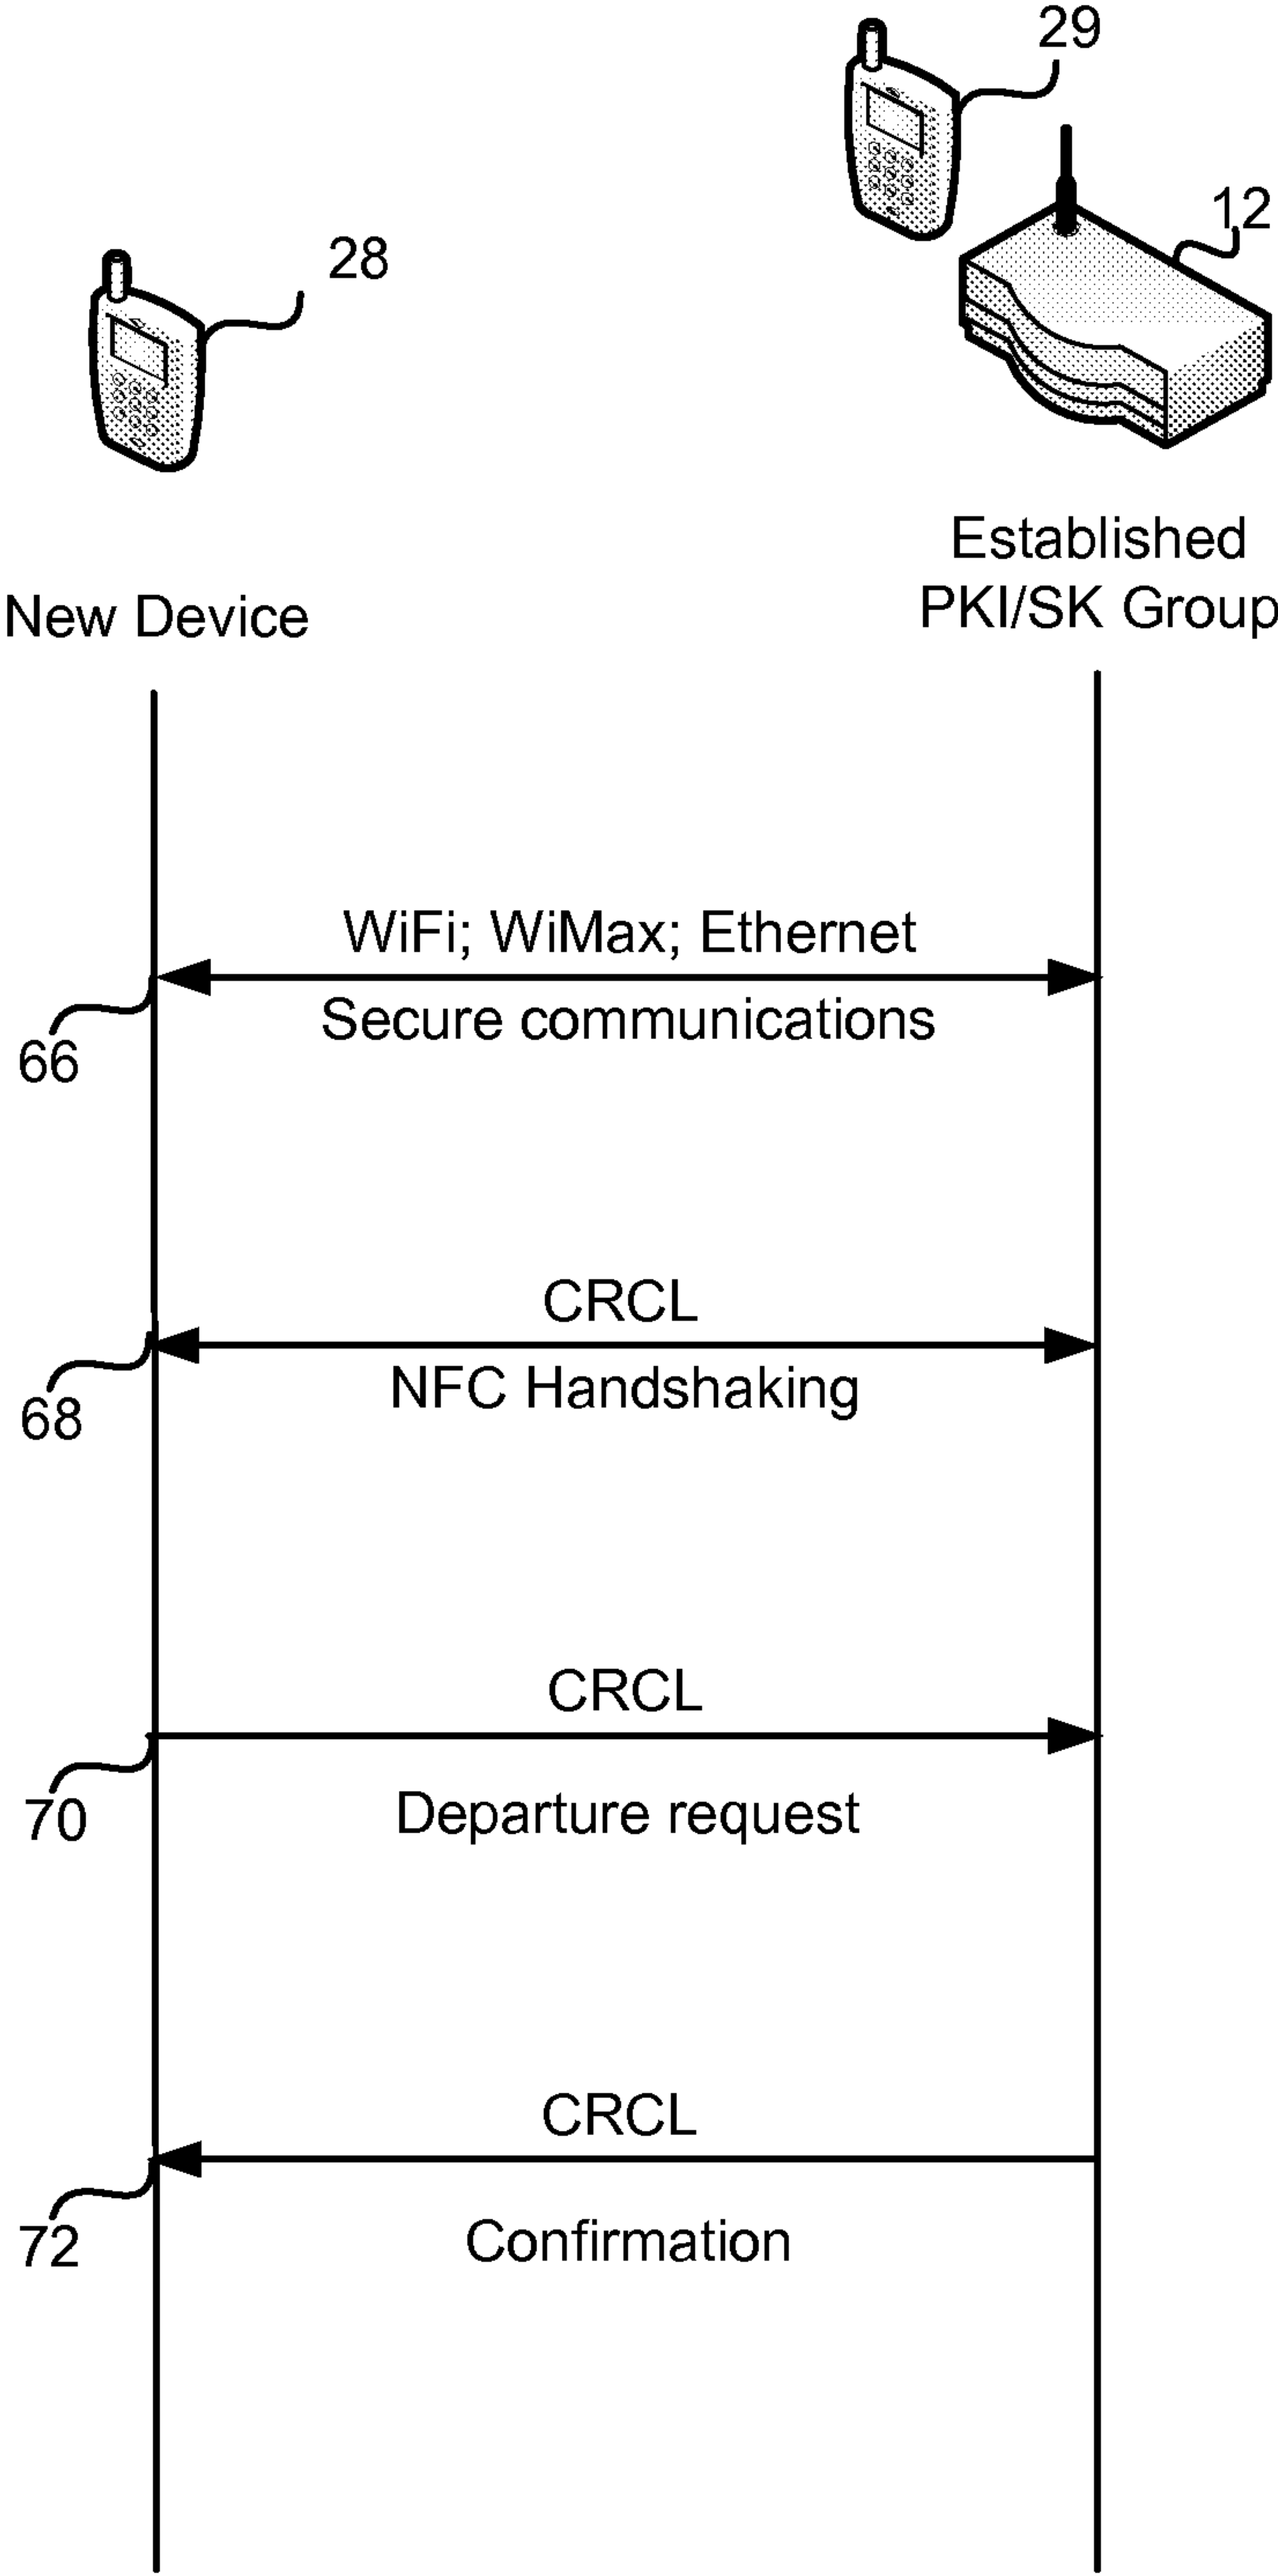 29
12
28
Established
PKI/SK Group
New Device
WiFi; WiMax; Ethernet
Secure communications
66
CRCL
NFC Handshaking
68
CRCL
Departure request
70
CRCL
Confirmation
72